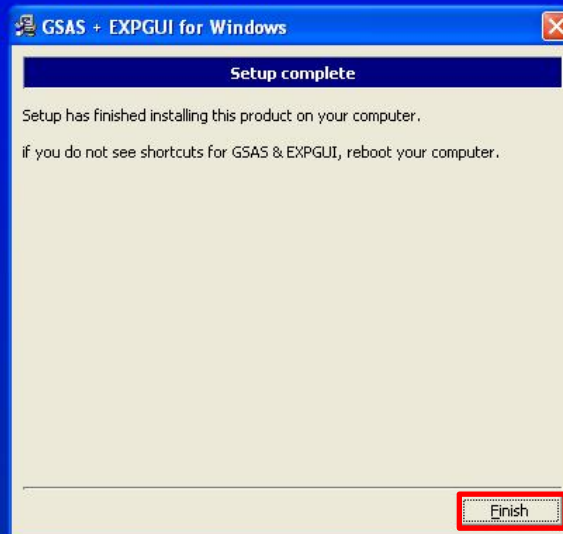 GSAS + EXPGUI for Windows
Setup complete
Setup has finished installing this product on your computer.
if you do not see shortcuts for GSAS & EXPGUI, reboot your computer.
Finish